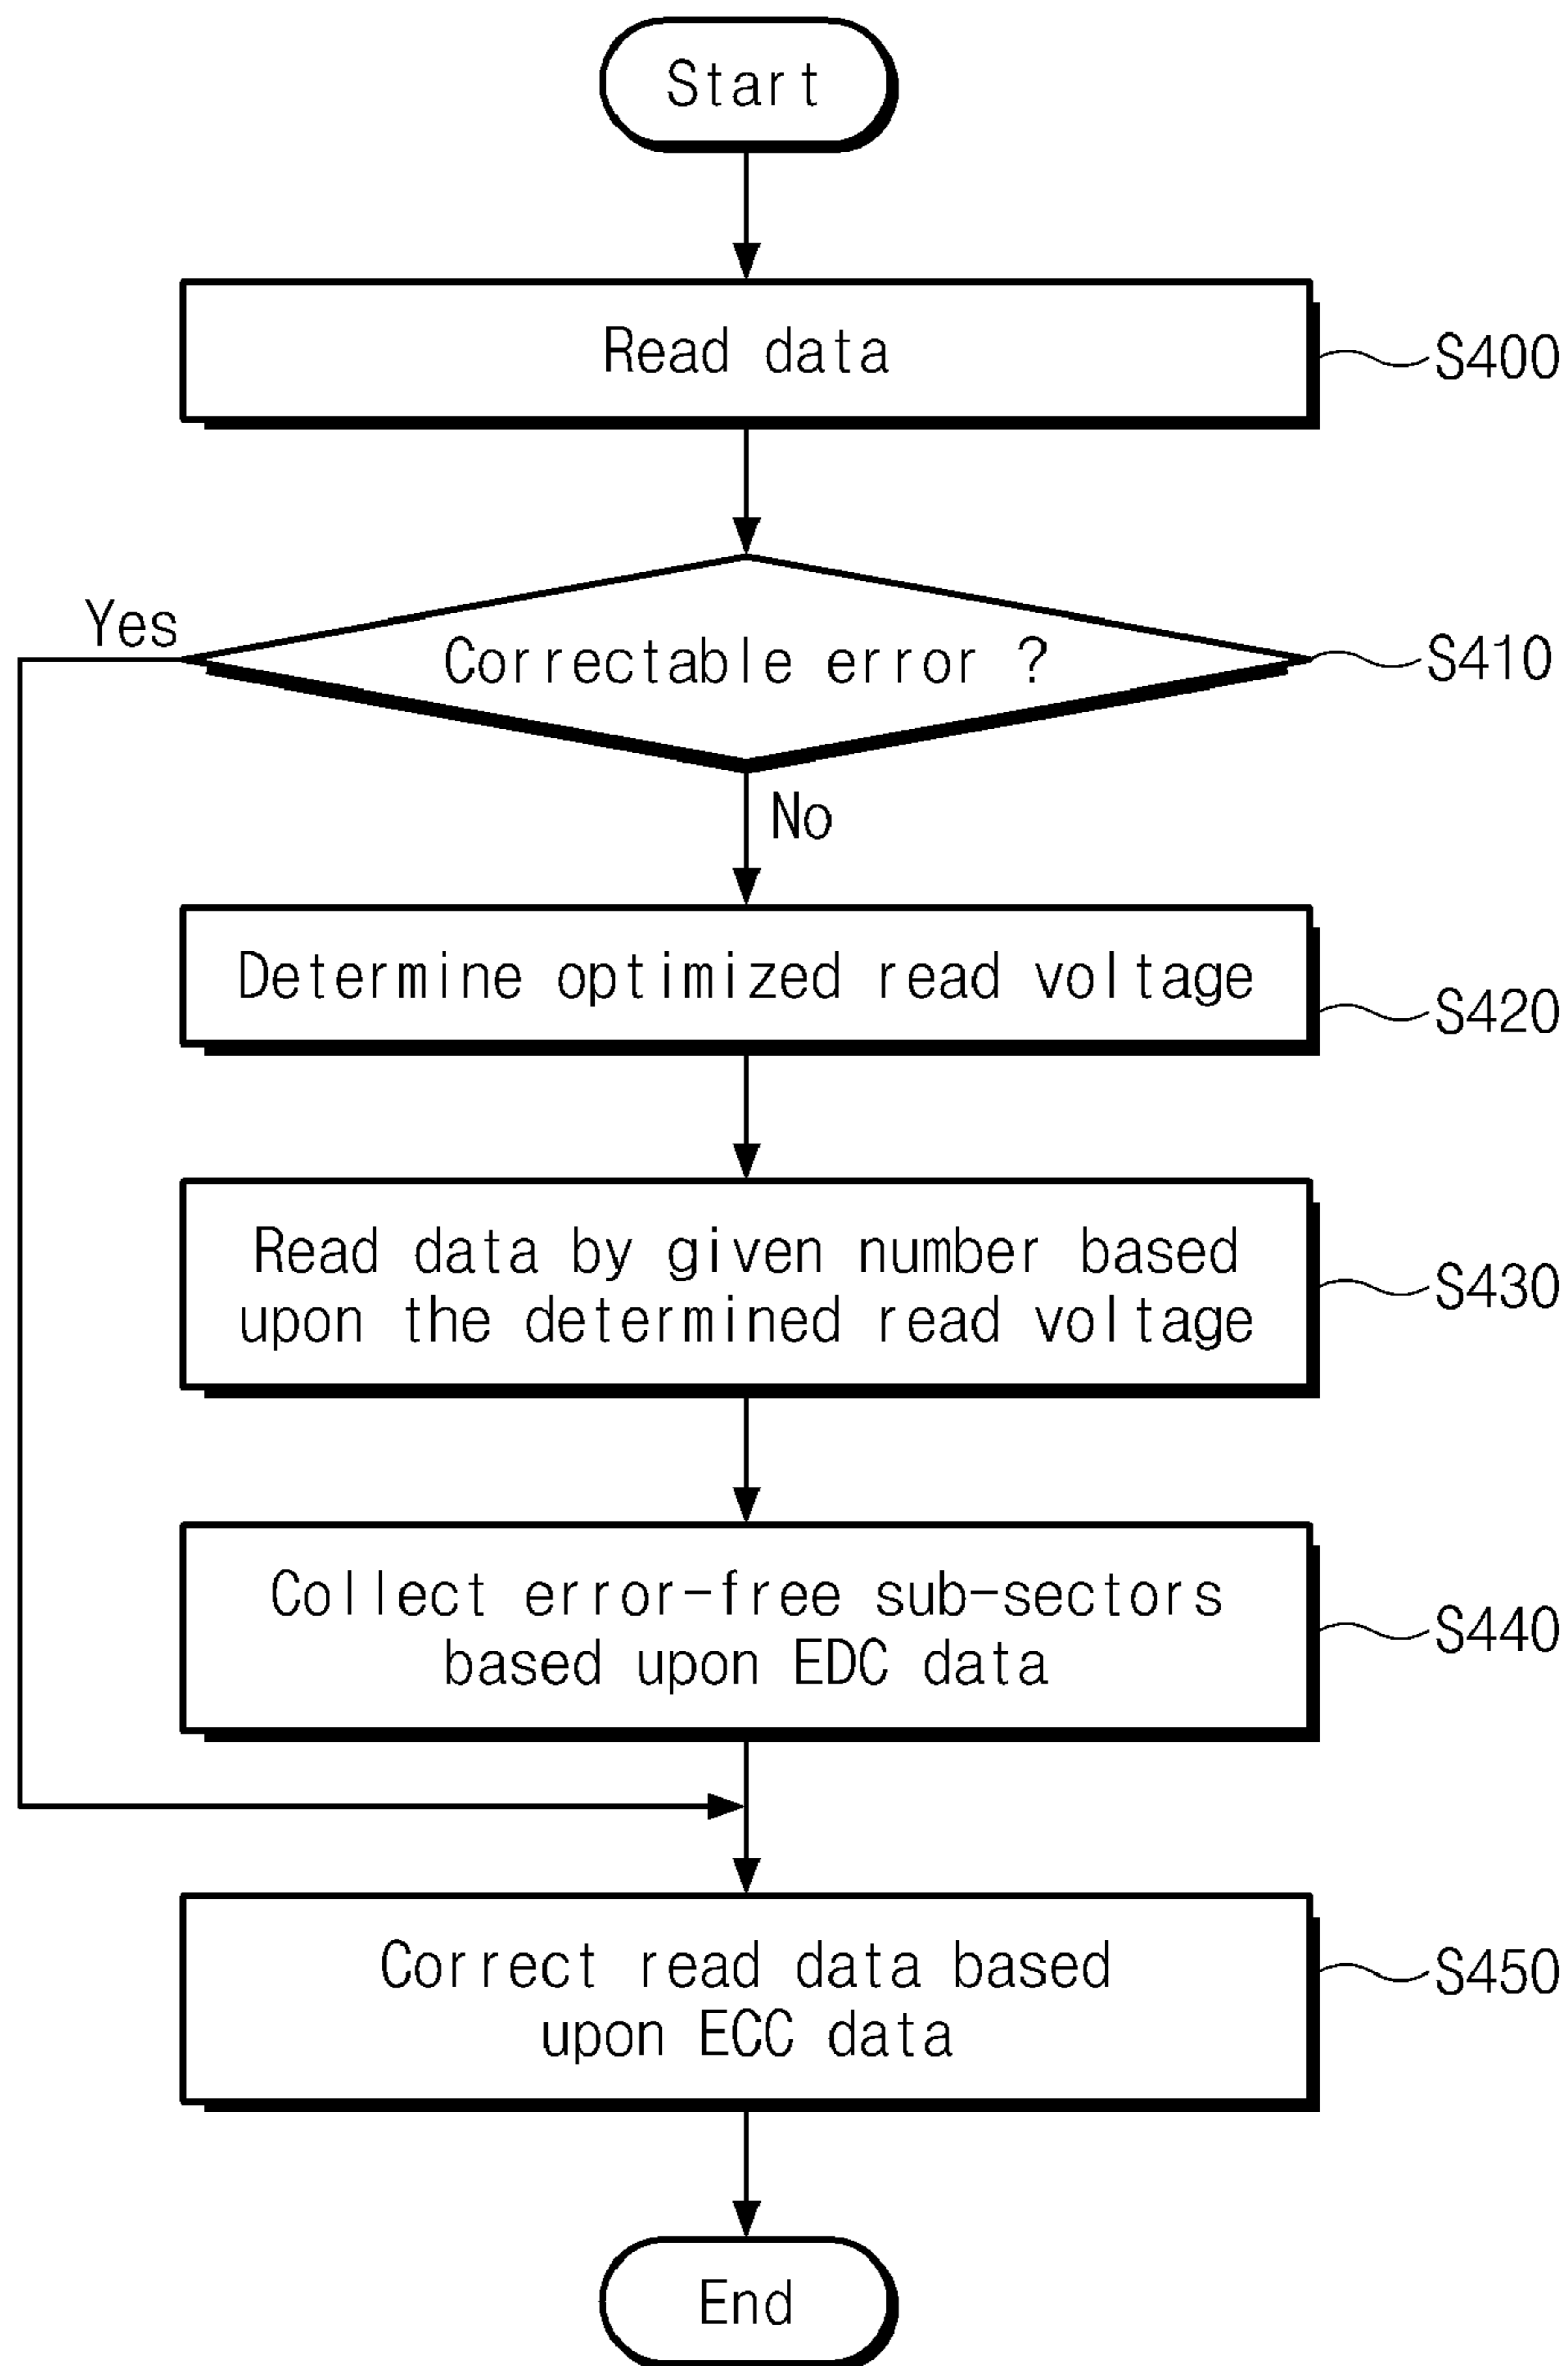 Start
Read data
S400
Yes
Correctable error ?
S410
No
Determine optimized read voltage
S420
Read data by given number based
upon the determined read voltage
S430
Collect error-free sub-sectors
based upon EDC data
S440
Correct read data based
upon ECC data
S450
End